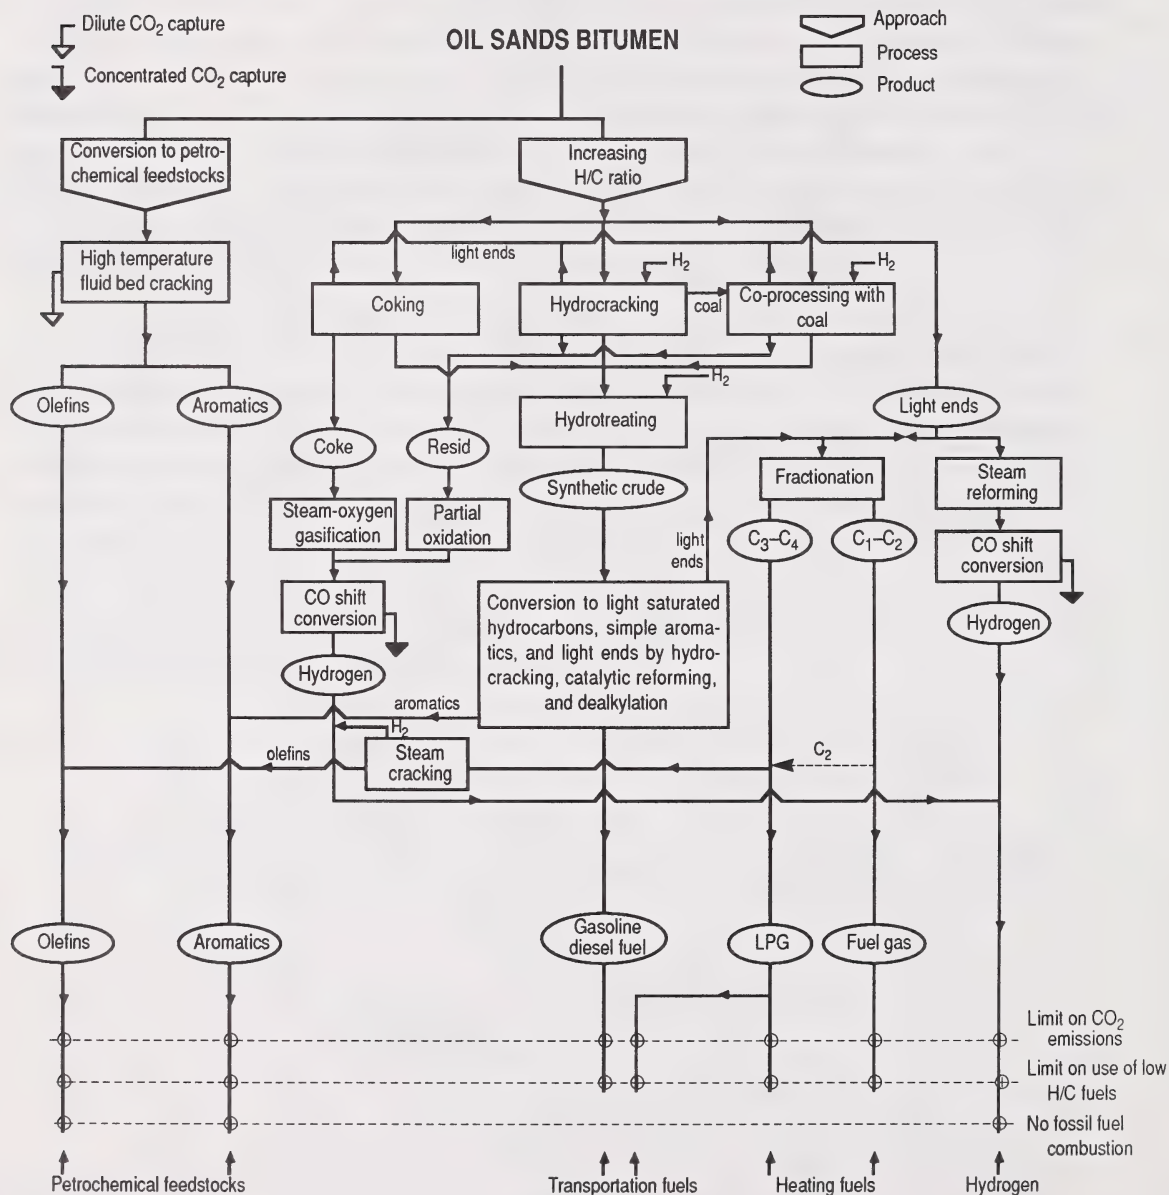 Dilute CO₂ capture
Concentrated CO₂ capture
OIL SANDS BITUMEN
Approach
Process
Product
Conversion to petro-
chemical feedstocks
Increasing
H/C ratio
High temperature
fluid bed cracking
light ends
H₂
H₂
Coking
Hydrocracking
coal
Co-processing with
coal
H₂
Olefins
Aromatics
Hydrotreating
Light ends
Coke
Resid
Synthetic crude
Fractionation
Steam
reforming
Steam-oxygen
gasification
Partial
oxidation
light
ends
C₃–C₄
C₁–C₂
CO shift
conversion
CO shift
conversion
Conversion to light saturated
hydrocarbons, simple aroma-
tics, and light ends by hydro-
cracking, catalytic reforming,
and dealkylation
Hydrogen
Hydrogen
aromatics
H₂
olefins
Steam
cracking
C₂
Olefins
Aromatics
Gasoline
diesel fuel
LPG
Fuel gas
Limit on CO₂
emissions
Limit on use of low
H/C fuels
No fossil fuel
combustion
Petrochemical feedstocks
Transportation fuels
Heating fuels
Hydrogen